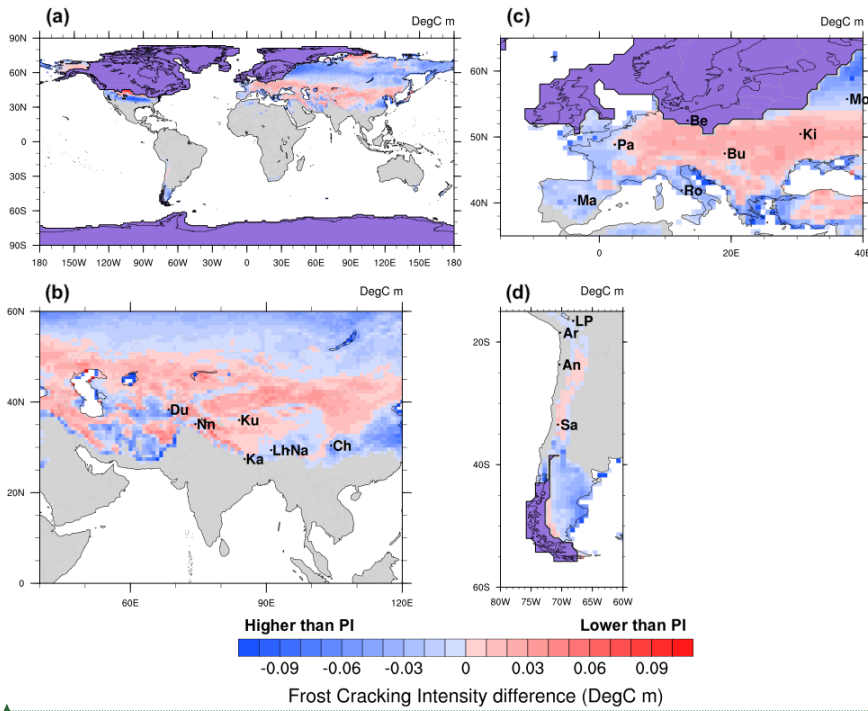 DegC m
(a)
90N
60N
30N
0
30S
60S
90S
180 150W 120W 90W 60W 30W 0 30E 60E 90E 120E 150E 180
DegC m
(c)
60N
50N
40N
0 20E 40E
Mo
Be
Ki
Pa
Bu
Ro
Ma
DegC m
(b)
60N
40N
20N
0
60E 90E 120E
Du
Nn
Ku
Ka
Lh
Na
Ch
DegC m
(d)
20S
40S
60S
80W 75W 70W 65W 60W
LP
Ar
An
Sa
Higher than PI Lower than PI
-0.09 -0.06 -0.03 0 0.03 0.06 0.09
Frost Cracking Intensity difference (DegC m)